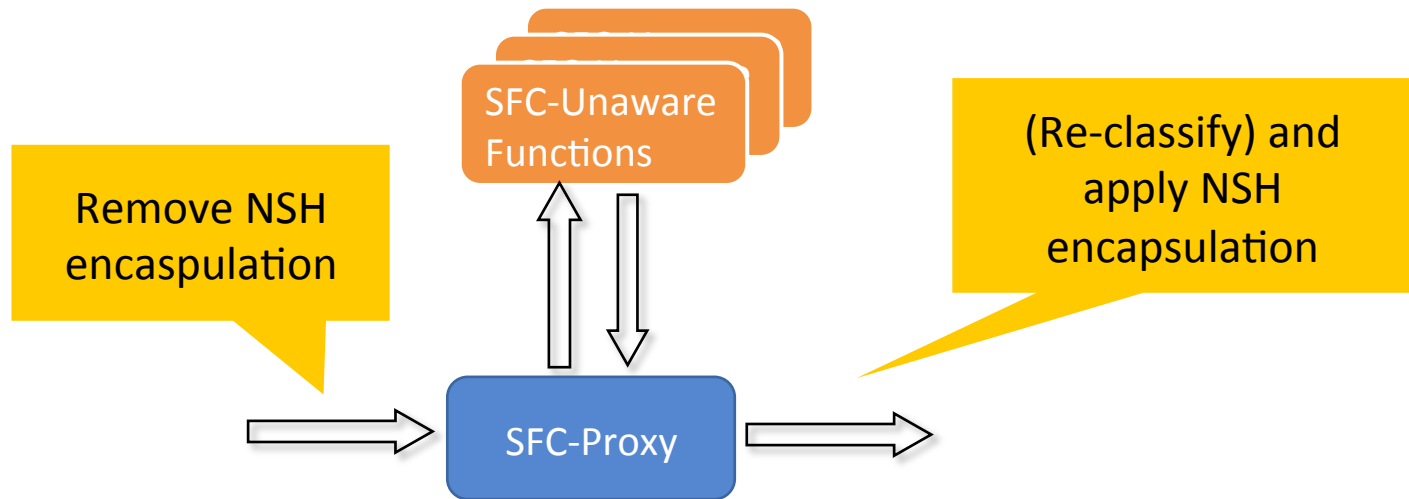 SFC-Unaware
Functions
Remove NSH
encaspulation
(Re-classify) and
apply NSH
encapsulation
SFC-Proxy